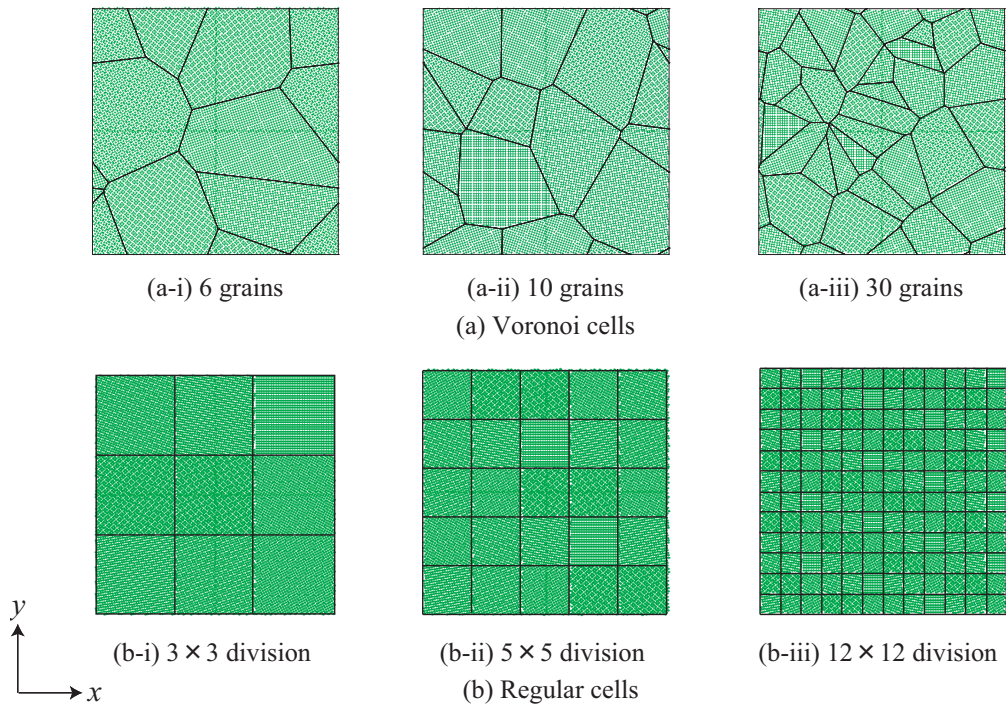 (a-i) 6 grains
(a-ii) 10 grains
(a-iii) 30 grains
(a) Voronoi cells
y
x
(b-i) 3 × 3 division
(b-ii) 5 × 5 division
(b-iii) 12 × 12 division
(b) Regular cells